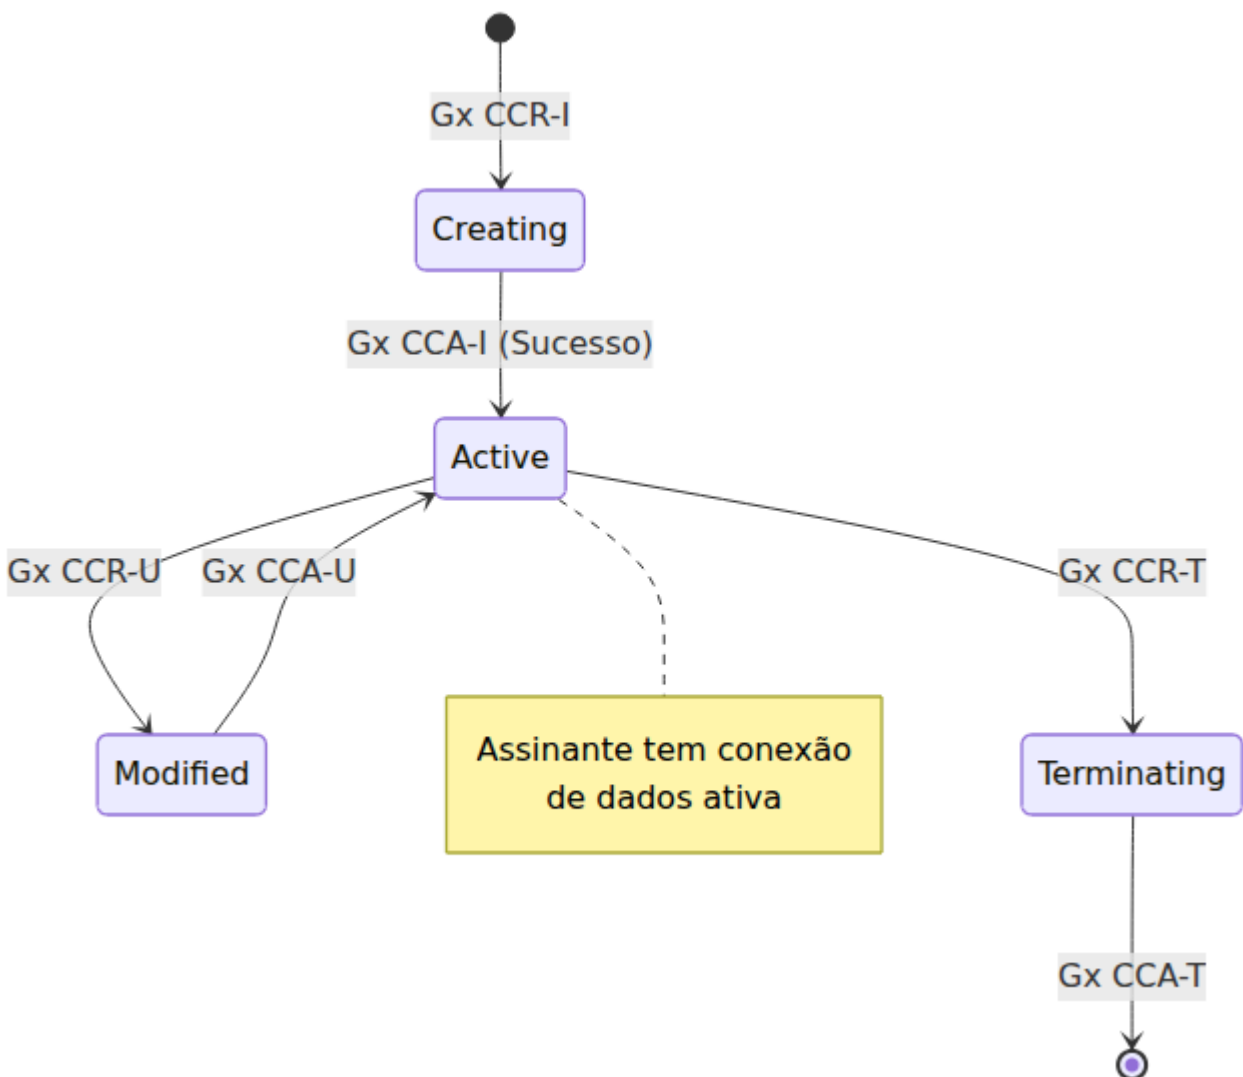 Gx CCR-I
Creating
Gx CCA-I (Sucesso)
Active
Gx CCR-U
Gx CCA-U
Gx CCR-T
Modified
Assinante tem conexão
de dados ativa
Terminating
Gx CCA-T